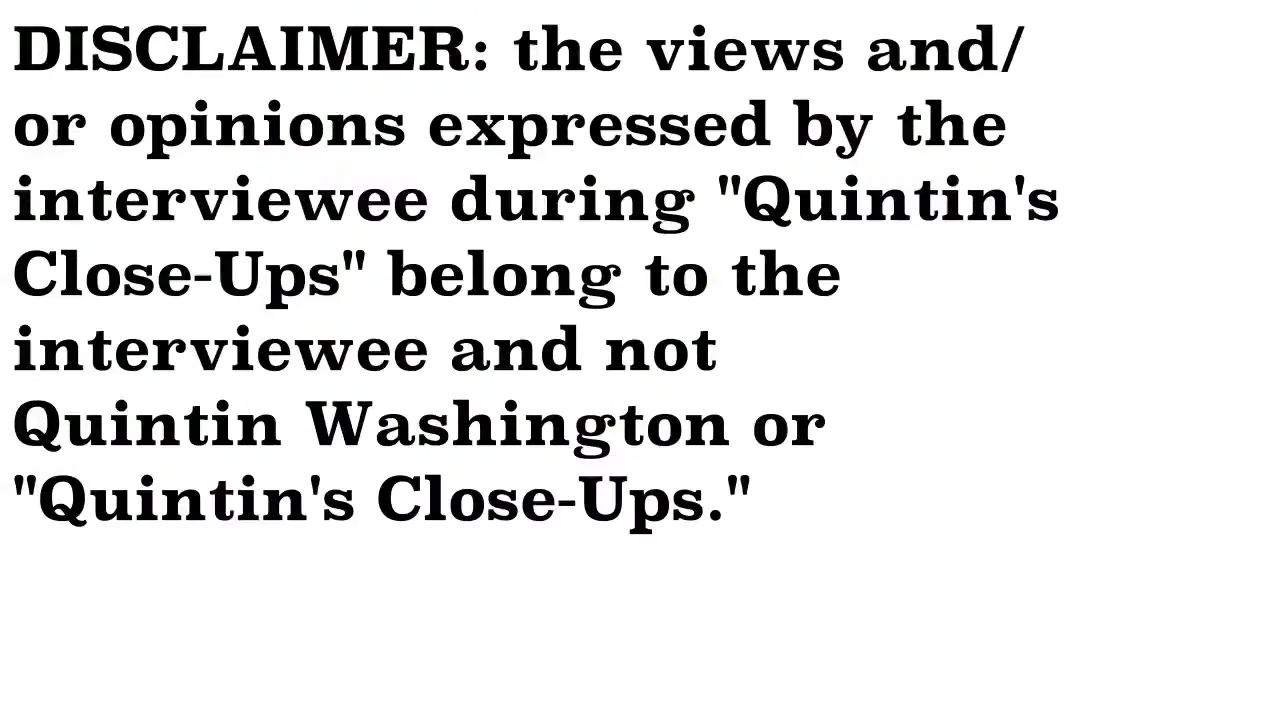 DISCLAIMER: the views and/
or opinions expressed by the
interviewee during "Quintin's
Close-Ups" belong to the
interviewee and not
Quintin Washington or
"Quintin's Close-Ups."